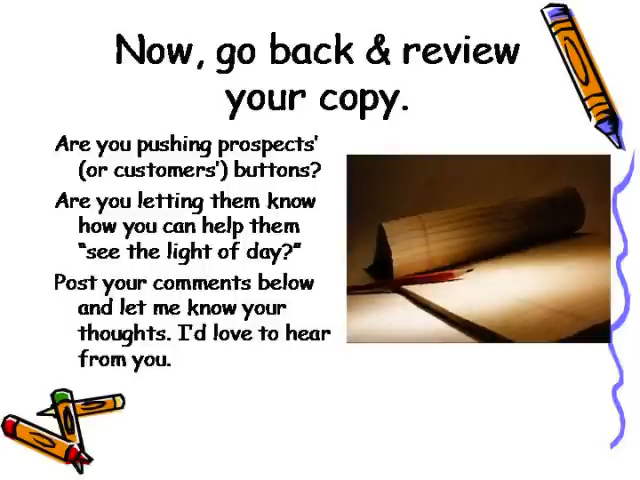 Now, go back & review
your copy.
Are you pushing prospects'
(or customers') buttons?
Are you letting them know
how you can help them
"see the light of day?"
Post your comments below
and let me know your
thoughts. I'd love to hear
from you.